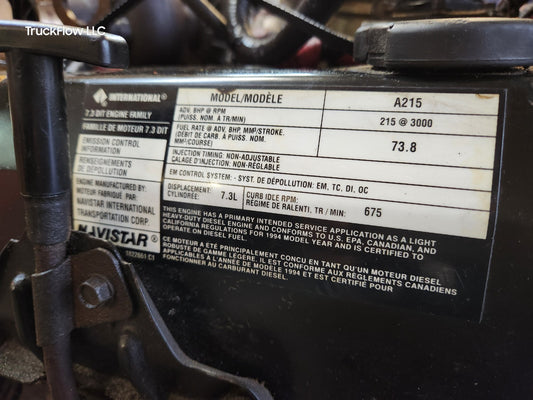 TruckFlow LLC
INTERNATIONAL®
7.3 DIT ENGINE FAMILY
FAMILLE DE MOTEUR 7.3 DIT
EMISSION CONTROL
INFORMATION
RENSEIGNEMENTS
DE DÉPOLLUTION
ENGINE MANUFACTURED BY:
MOTEUR FABRIQUÉ PAR:
NAVISTAR INTERNATIONAL
TRANSPORTATION CORP.
NAVISTAR®
1822661 C1
MODEL/MODÈLE
A215
ADV. BHP @ RPM
(PUISS. NOM. À TR/MIN)
215 @ 3000
FUEL RATE @ ADV. BHP, MM³/STROKE.
(DÉBIT DE CARB. À PUISS. NOM.
MM³/COURSE)
73.8
INJECTION TIMING: NON-ADJUSTABLE
CALAGE D'INJECTION: NON-RÉGLABLE
EM CONTROL SYSTEM: - SYST. DE DÉPOLLUTION: EM, TC, DI, OC
DISPLACEMENT:
CYLINDRÉE:
7.3L
CURB IDLE RPM:
RÉGIME DE RALENTI, TR / MIN:
675
THIS ENGINE HAS A PRIMARY INTENDED SERVICE APPLICATION AS A LIGHT
HEAVY-DUTY DIESEL ENGINE AND CONFORMS TO U.S. EPA, CANADIAN, AND
CALIFORNIA REGULATIONS FOR 1994 MODEL YEAR AND IS CERTIFIED TO
OPERATE ON DIESEL FUEL.
CE MOTEUR A ÉTÉ PRINCIPALEMENT CONÇU EN TANT QU'UN MOTEUR DIESEL
AJUSTE DE GAMME LÉGÈRE. IL EST CONFORME AUX RÈGLEMENTS CANADIENS
APPLICABLES À L'ANNÉE DE MODÈLE 1994 ET EST CERTIFIÉ POUR
FONCTIONNER AU CARBURANT DIESEL.